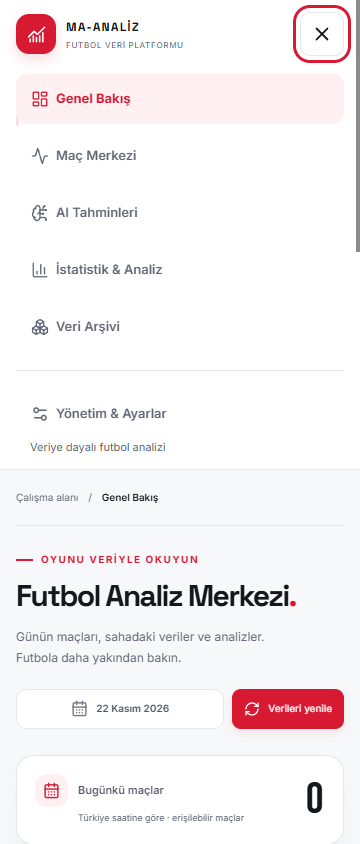 MA-ANALİZ
FUTBOL VERİ PLATFORMU
Genel Bakış
Maç Merkezi
AI Tahminleri
İstatistik & Analiz
Veri Arşivi
Yönetim & Ayarlar
Veriye dayalı futbol analizi
Çalışma alanı / Genel Bakış
OYUNU VERİYLE OKUYUN
Futbol Analiz Merkezi.
Günün maçları, sahadaki veriler ve analizler.
Futbola daha yakından bakın.
22 Kasım 2026
Verileri yenile
Bugünkü maçlar
0
Türkiye saatine göre · erişilebilir maçlar